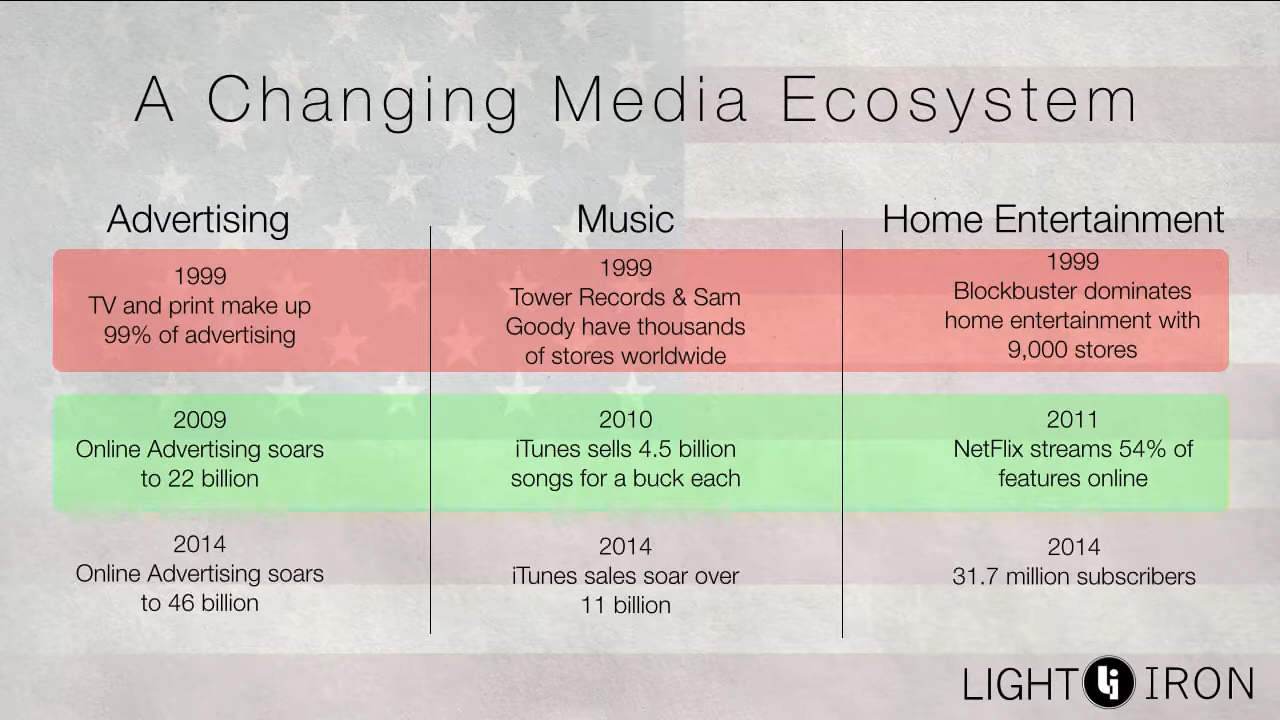 A Changing Media Ecosystem
Advertising
1999
TV and print make up
99% of advertising
2009
Online Advertising soars
to 22 billion
2014
Online Advertising soars
to 46 billion
Music
1999
Tower Records & Sam
Goody have thousands
of stores worldwide
2010
iTunes sells 4.5 billion
songs for a buck each
2014
iTunes sales soar over
11 billion
Home Entertainment
1999
Blockbuster dominates
home entertainment with
9,000 stores
2011
NetFlix streams 54% of
features online
2014
31.7 million subscribers
LIGHT IRON